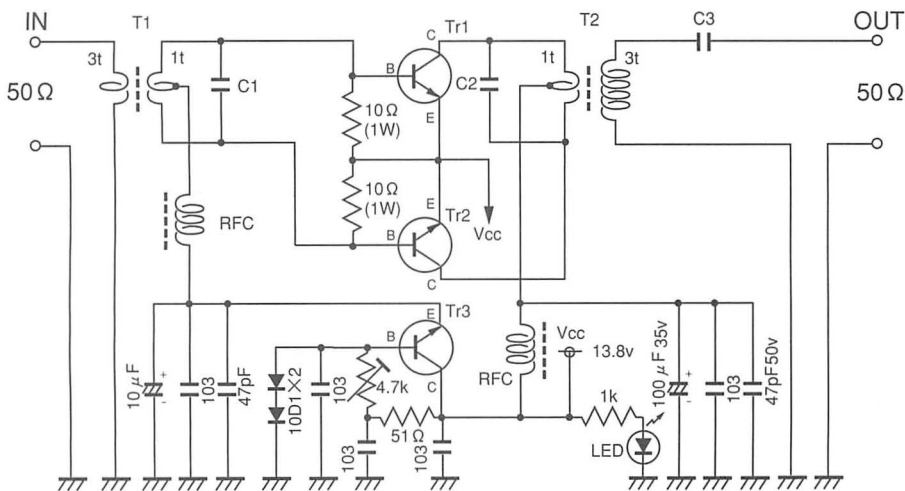 IN
T1
Tr1
T2
C3
OUT
3t
1t
C
1t
3t
50Ω
C1
B
C2
50Ω
10Ω
(1W)
E
10Ω
(1W)
E
Tr2
Vcc
RFC
B
C
Tr3
E
Vcc
B
13.8v
RFC
10μF
+
-
103
47pF
10D1×2
103
4.7k
C
1k
100μF 35v
+
-
103
47pF50v
51Ω
103
103
LED